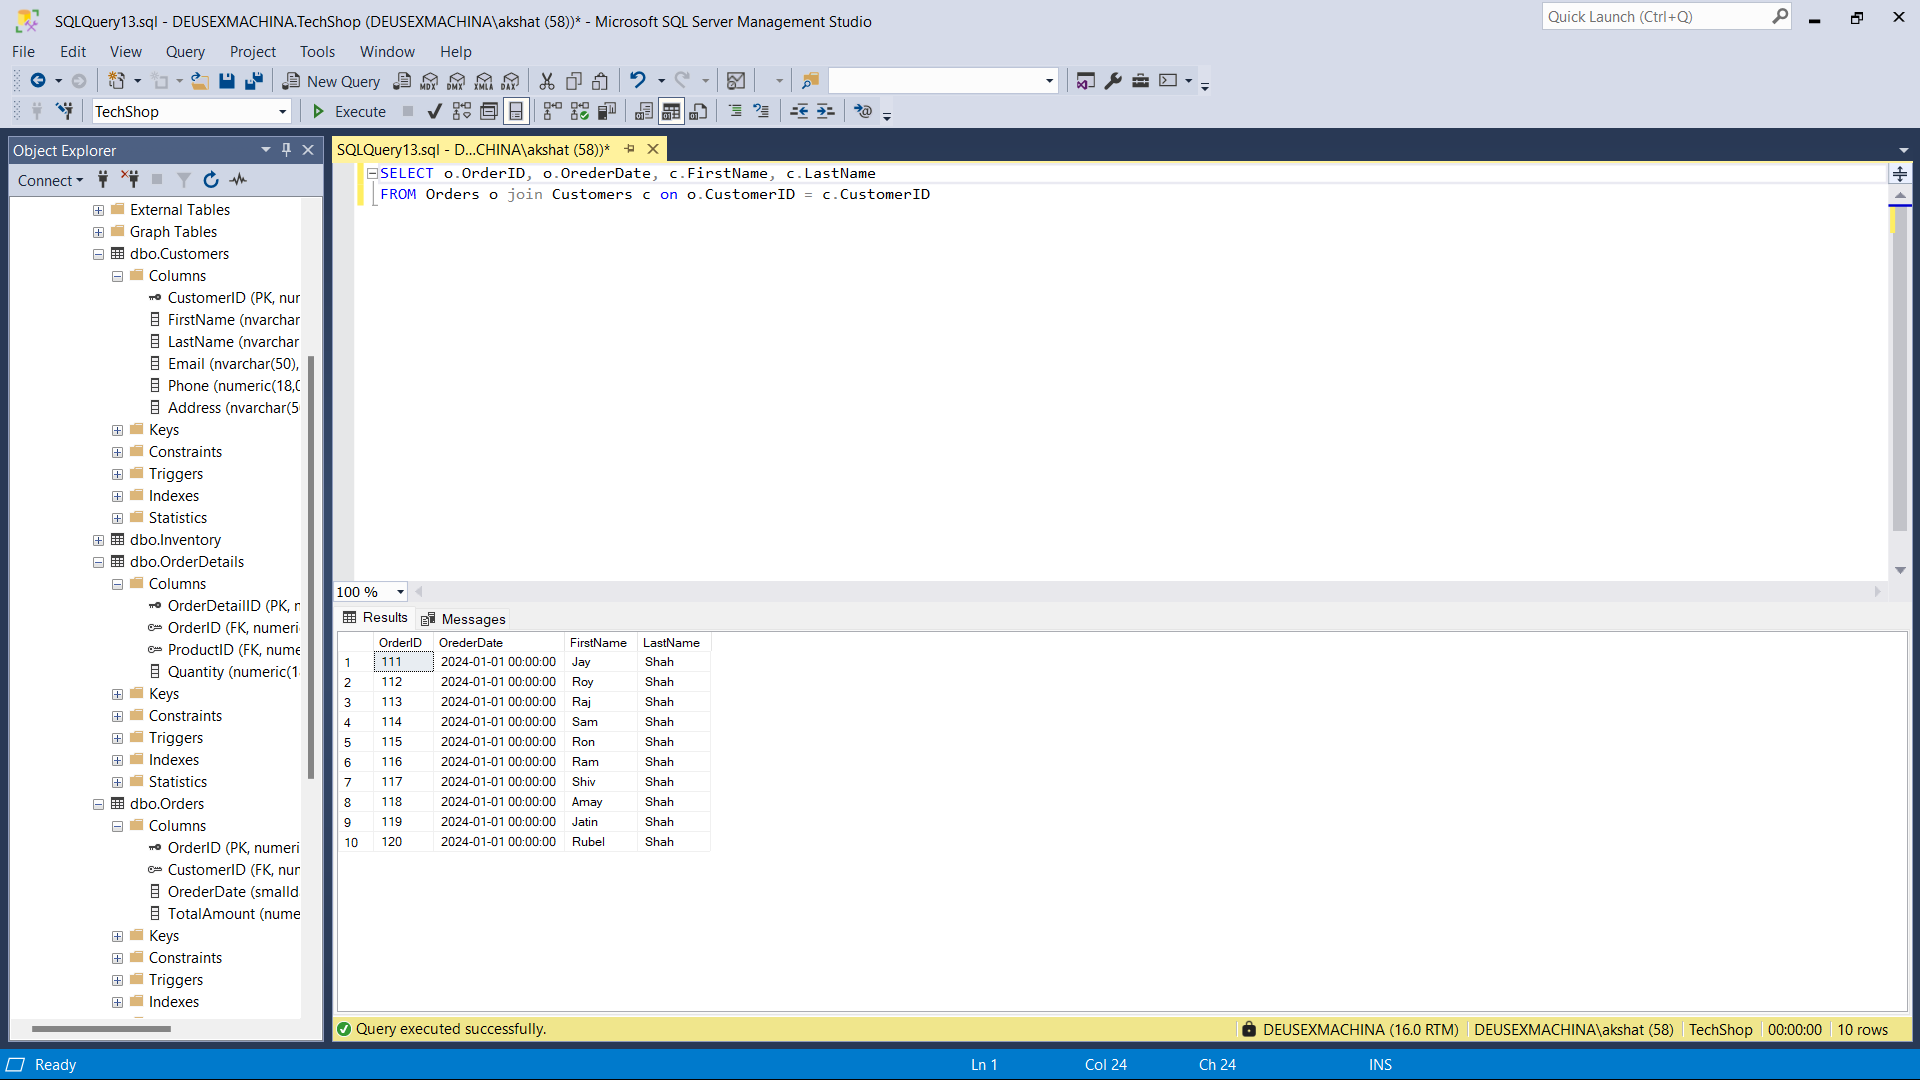 SQLQuery13.sql - DEUSEXMACHINA.TechShop (DEUSEXMACHINA\akshat (58))* - Microsoft SQL Server Management Studio
Quick Launch (Ctrl+Q)
File Edit View Query Project Tools Window Help
New Query MDX DMX XMLA DAX
TechShop Execute
Object Explorer
Connect
External Tables
Graph Tables
dbo.Customers
Columns
CustomerID (PK, nur
FirstName (nvarchar
LastName (nvarchar
Email (nvarchar(50),
Phone (numeric(18,0
Address (nvarchar(50
Keys
Constraints
Triggers
Indexes
Statistics
dbo.Inventory
dbo.OrderDetails
Columns
OrderDetailID (PK, n
OrderID (FK, numeri
ProductID (FK, nume
Quantity (numeric(1
Keys
Constraints
Triggers
Indexes
Statistics
dbo.Orders
Columns
OrderID (PK, numeri
CustomerID (FK, nur
OrederDate (smalld
TotalAmount (nume
Keys
Constraints
Triggers
Indexes
SQLQuery13.sql - D...CHINA\akshat (58))*
SELECT o.OrderID, o.OrederDate, c.FirstName, c.LastName
FROM Orders o join Customers c on o.CustomerID = c.CustomerID
100 %
Results Messages
OrderID OrederDate FirstName LastName
1 111 2024-01-01 00:00:00 Jay Shah
2 112 2024-01-01 00:00:00 Roy Shah
3 113 2024-01-01 00:00:00 Raj Shah
4 114 2024-01-01 00:00:00 Sam Shah
5 115 2024-01-01 00:00:00 Ron Shah
6 116 2024-01-01 00:00:00 Ram Shah
7 117 2024-01-01 00:00:00 Shiv Shah
8 118 2024-01-01 00:00:00 Amay Shah
9 119 2024-01-01 00:00:00 Jatin Shah
10 120 2024-01-01 00:00:00 Rubel Shah
Query executed successfully. DEUSEXMACHINA (16.0 RTM) DEUSEXMACHINA\akshat (58) TechShop 00:00:00 10 rows
Ready Ln 1 Col 24 Ch 24 INS